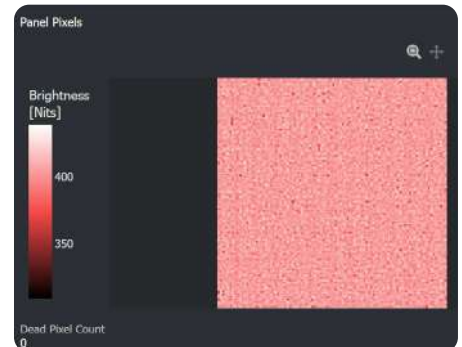 Panel Pixels
Brightness
[Nits]
400
350
Dead Pixel Count
0